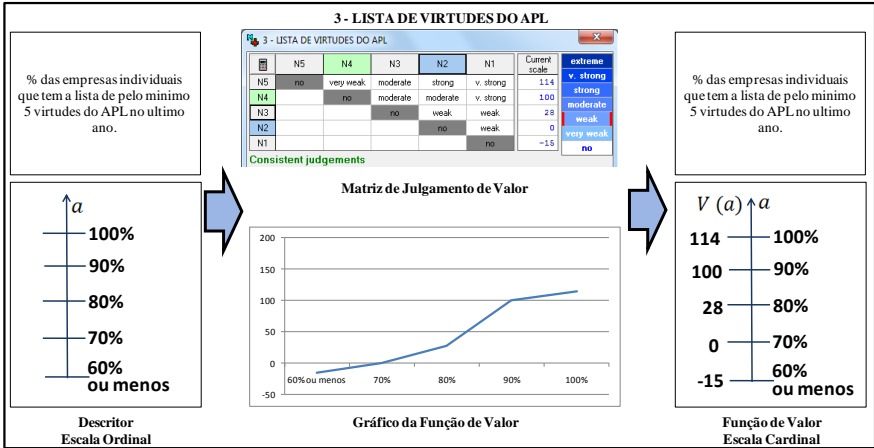 3 - LISTA DE VIRTUDES DO APL
% das empresas individuais
que tem a lista de pelo minimo
5 virtudes do APL no ultimo
ano.
a
100%
90%
80%
70%
60%
ou menos
Descritor
Escala Ordinal
3 - LISTA DE VIRTUDES DO APL
N5 N4 N3 N2 N1 Current scale
N5 no very weak moderate strong v. strong 114
N4 no moderate moderate v. strong 100
N3 no weak weak 28
N2 no weak 0
N1 no -15
extreme
v. strong
strong
moderate
weak
very weak
no
Consistent judgements
Matriz de Julgamento de Valor
200
150
100
50
0
-50
60% ou menos 70% 80% 90% 100%
Gráfico da Função de Valor
% das empresas individuais
que tem a lista de pelo minimo
5 virtudes do APL no ultimo
ano.
V (a) a
114 100%
100 90%
28 80%
0 70%
-15 60%
ou menos
Função de Valor
Escala Cardinal